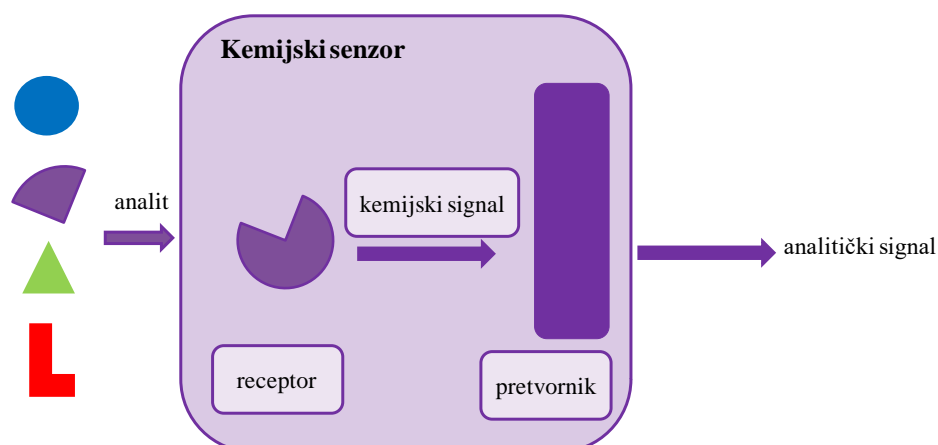 Kemijski senzor
analit
kemijski signal
analitički signal
receptor
pretvornik